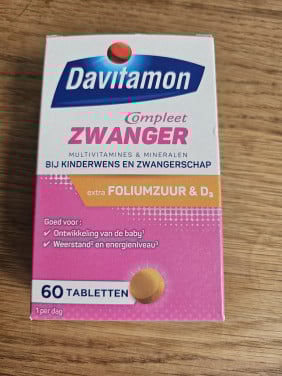 Davitamon
Compleet
ZWANGER
MULTIVITAMINES & MINERALEN
BIJ KINDERWENS EN ZWANGERSCHAP
extra FOLIUMZUUR & D₃
Goed voor :
✓ Ontwikkeling van de baby¹
✓ Weerstand² en energieniveau³
60 TABLETTEN
1 per dag